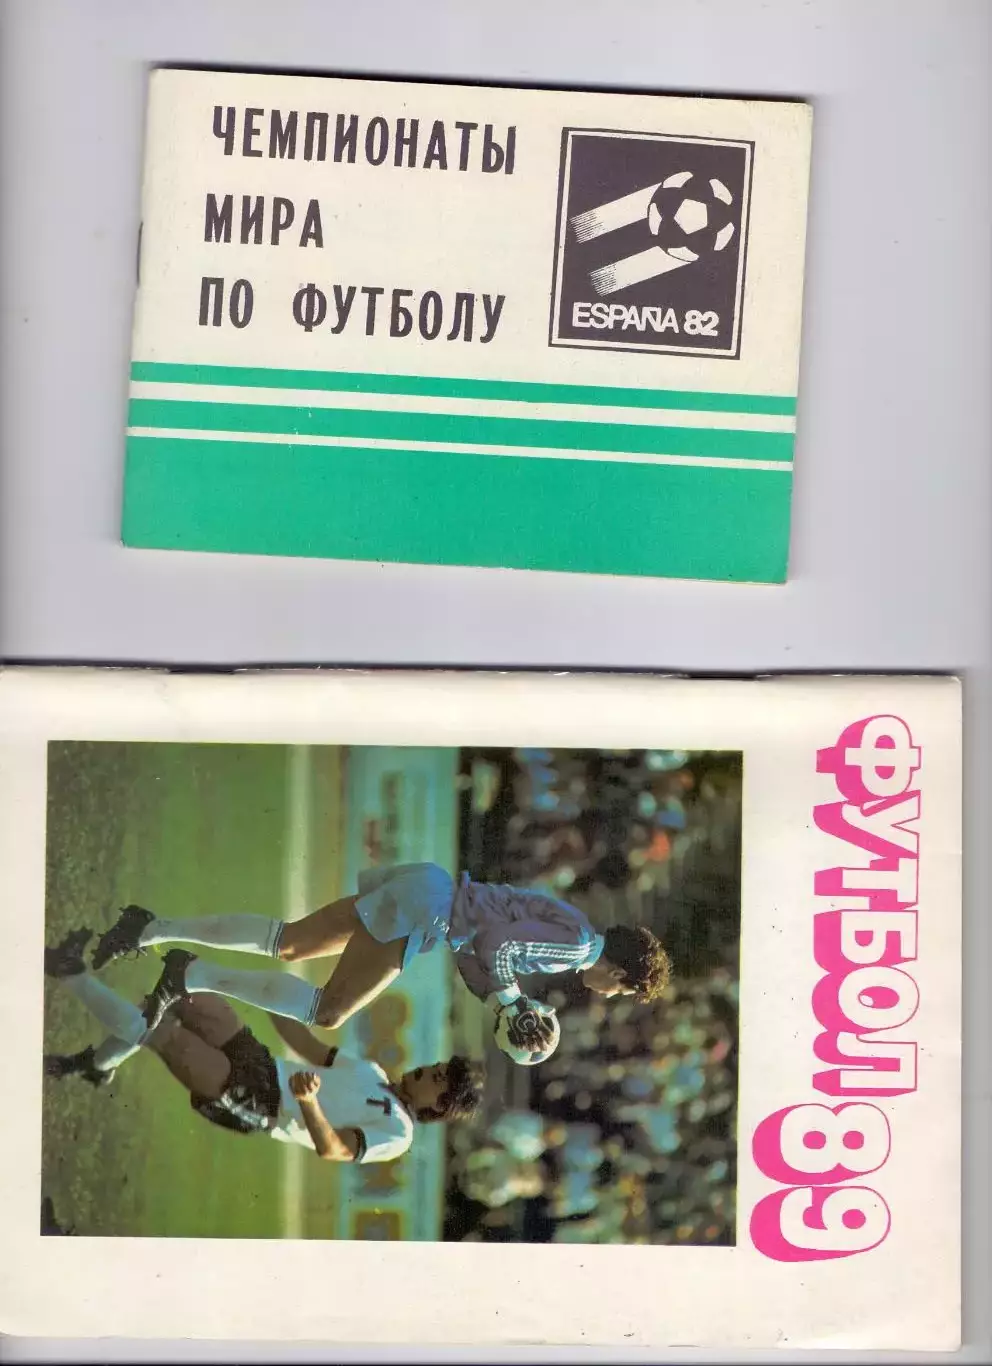 ЧЕМПИОНАТЫ
МИРА
ПО ФУТБОЛУ
ESPAÑA 82
ФУТБОЛ 89
Т